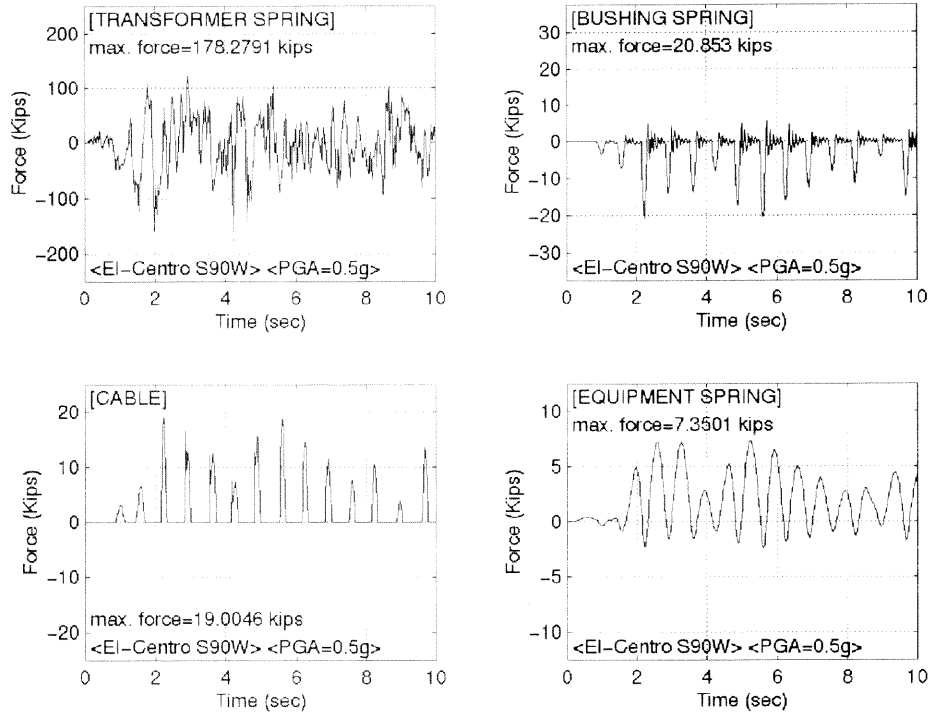 [TRANSFORMER SPRING]
max. force=178.2791 kips
200
100
0
−100
−200
Force (Kips)
<El−Centro S90W> <PGA=0.5g>
0 2 4 6 8 10
Time (sec)
[BUSHING SPRING]
max. force=20.853 kips
30
20
10
0
−10
−20
−30
Force (Kips)
<El−Centro S90W> <PGA=0.5g>
0 2 4 6 8 10
Time (sec)
[CABLE]
20
10
0
−10
−20
Force (Kips)
max. force=19.0046 kips
<El−Centro S90W> <PGA=0.5g>
0 2 4 6 8 10
Time (sec)
[EQUIPMENT SPRING]
max. force=7.3501 kips
10
5
0
−5
−10
Force (Kips)
<El−Centro S90W> <PGA=0.5g>
0 2 4 6 8 10
Time (sec)